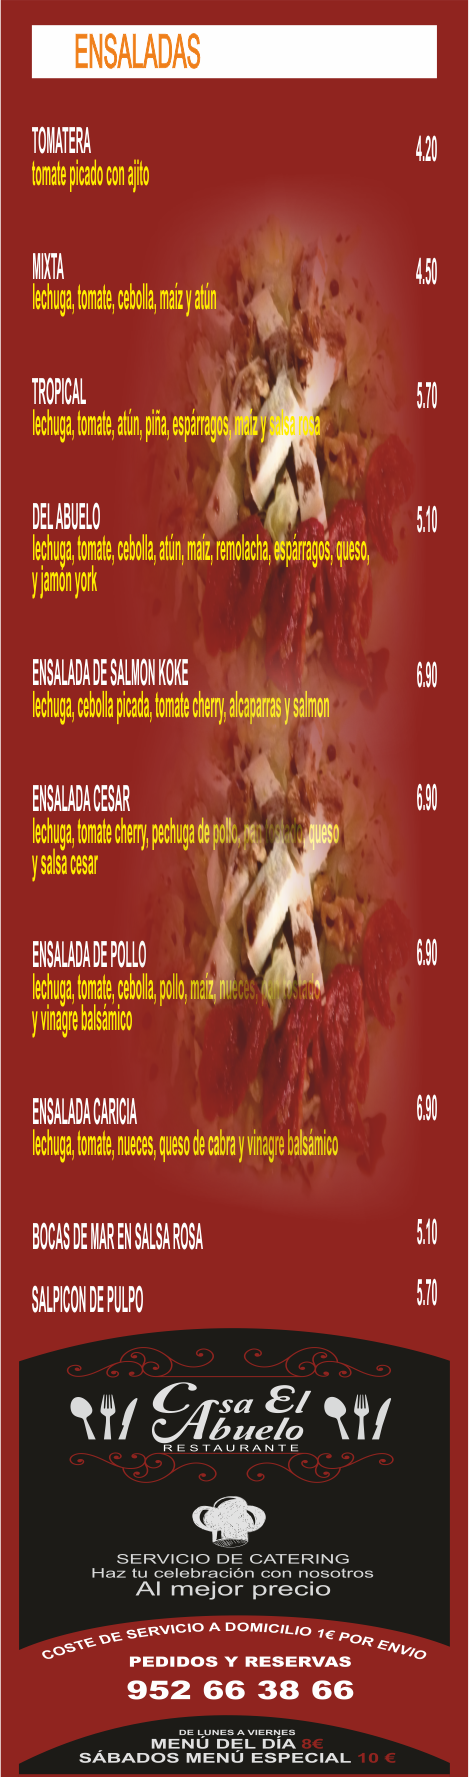 ENSALADAS
TOMATERA 4.20
tomate picado con ajito
MIXTA 4.50
lechuga, tomate, cebolla, maíz y atún
TROPICAL 5.70
lechuga, tomate, atún, piña, espárragos, maiz y salsa rosa
DEL ABUELO 5.10
lechuga, tomate, cebolla, atún, maíz, remolacha, espárragos, queso,
y jamón york
ENSALADA DE SALMON KOKE 6.90
lechuga, cebolla picada, tomate cherry, alcaparras y salmon
ENSALADA CESAR 6.90
lechuga, tomate cherry, pechuga de pollo, pan tostado, queso
y salsa cesar
ENSALADA DE POLLO 6.90
lechuga, tomate, cebolla, pollo, maíz, nueces, pan tostado,
y vinagre balsámico
ENSALADA CARICIA 6.90
lechuga, tomate, nueces, queso de cabra y vinagre balsámico
BOCAS DE MAR EN SALSA ROSA 5.10
SALPICON DE PULPO 5.70
Casa El
Abuelo
RESTAURANTE
SERVICIO DE CATERING
Haz tu celebración con nosotros
Al mejor precio
COSTE DE SERVICIO A DOMICILIO 1€ POR ENVIO
PEDIDOS Y RESERVAS
952 66 38 66
DE LUNES A VIERNES
MENÚ DEL DÍA 8€
SÁBADOS MENÚ ESPECIAL 10 €